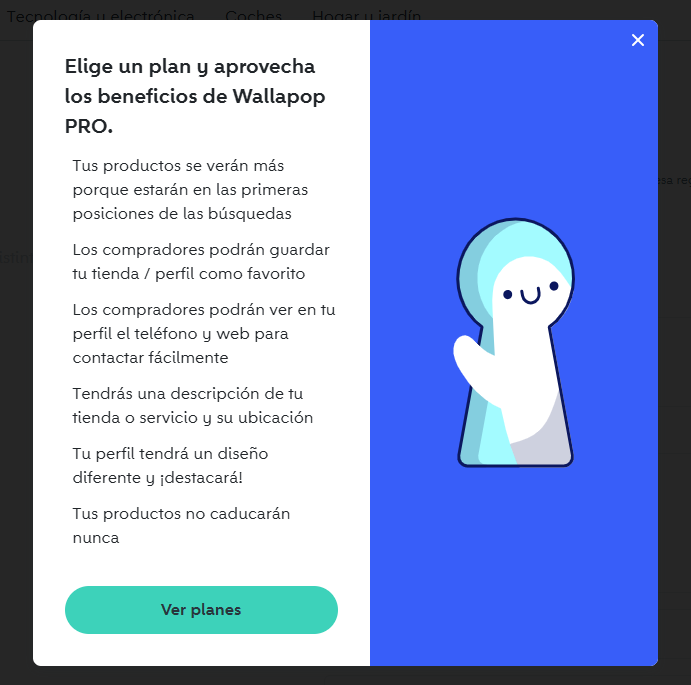 Tecnología y electrónica Coches Hogar y jardín
Elige un plan y aprovecha
los beneficios de Wallapop
PRO.
Tus productos se verán más
porque estarán en las primeras
posiciones de las búsquedas
Los compradores podrán guardar
tu tienda / perfil como favorito
Los compradores podrán ver en tu
perfil el teléfono y web para
contactar fácilmente
Tendrás una descripción de tu
tienda o servicio y su ubicación
Tu perfil tendrá un diseño
diferente y ¡destacará!
Tus productos no caducarán
nunca
Ver planes